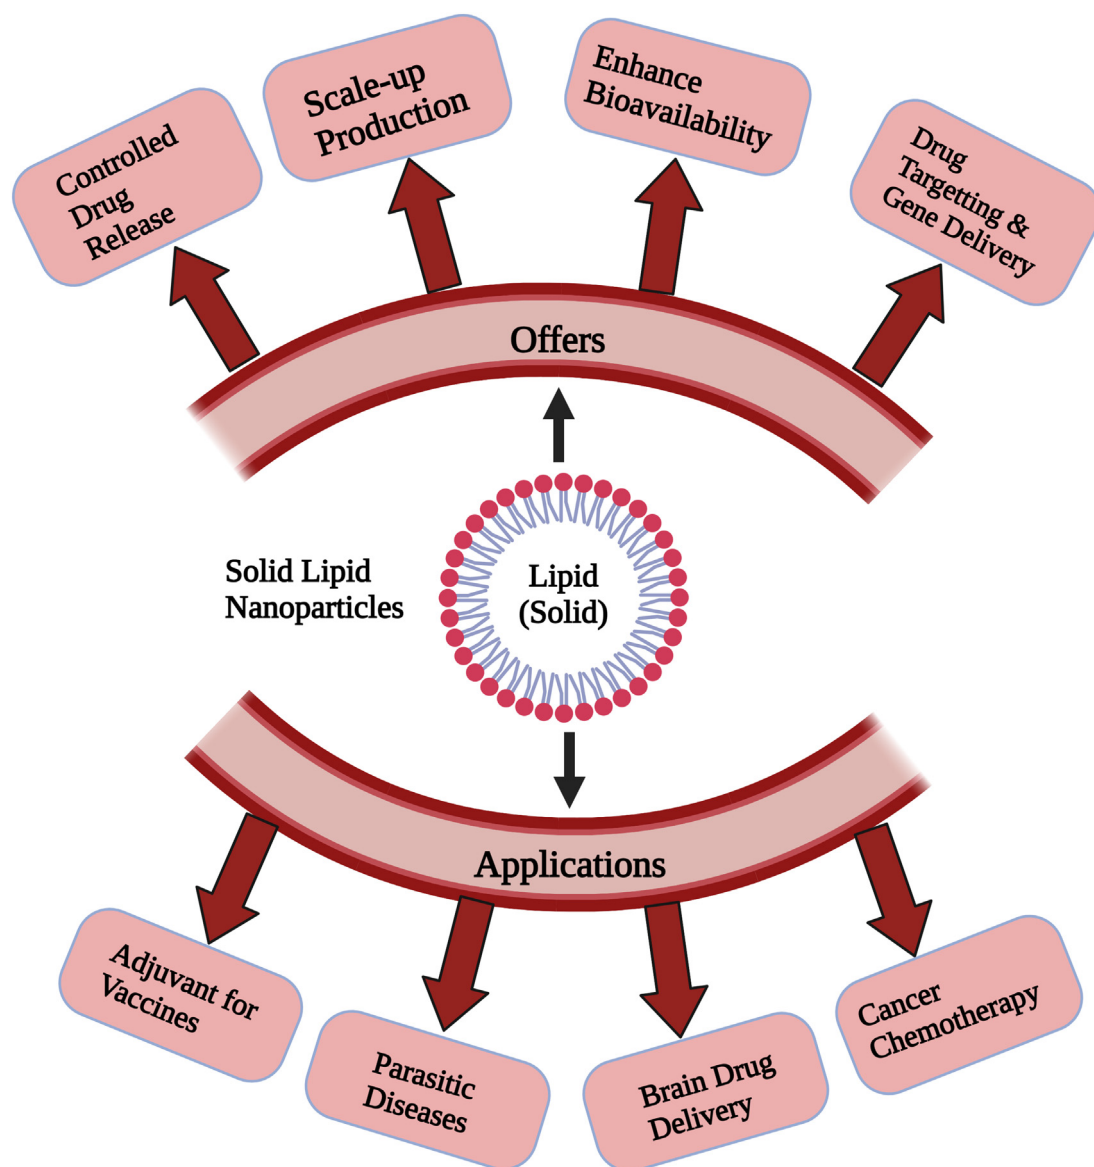 Controlled
Drug
Release
Scale-up
Production
Enhance
Bioavailability
Drug
Targetting &
Gene Delivery
Offers
Solid Lipid
Nanoparticles
Lipid
(Solid)
Applications
Adjuvant for
Vaccines
Parasitic
Diseases
Brain Drug
Delivery
Cancer
Chemotherapy